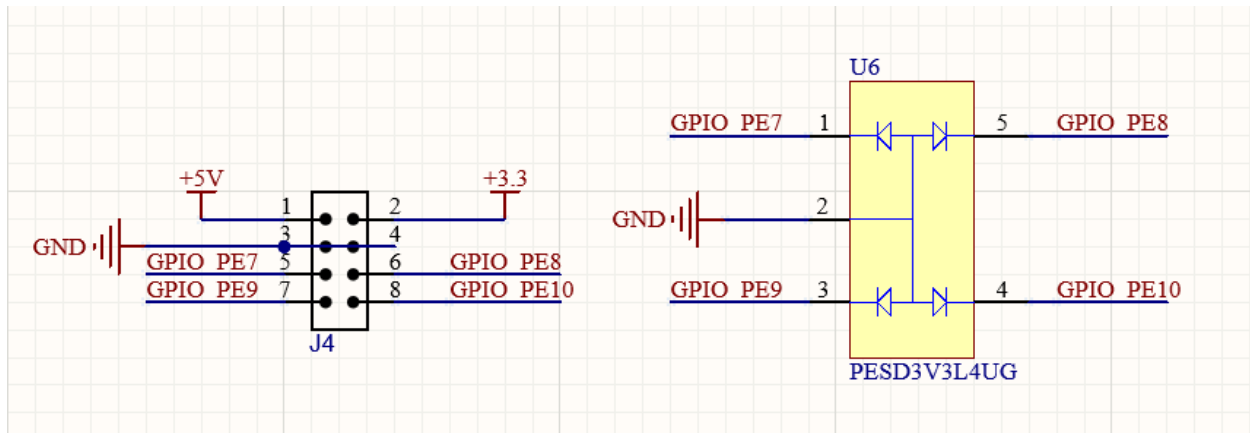 U6
GPIO PE7 1 5 GPIO PE8
+5V +3.3
1 2
GND 2
GND 3 4
GPIO PE7 5 6 GPIO PE8
GPIO PE9 7 8 GPIO PE10
GPIO PE9 3 4 GPIO PE10
J4
PESD3V3L4UG